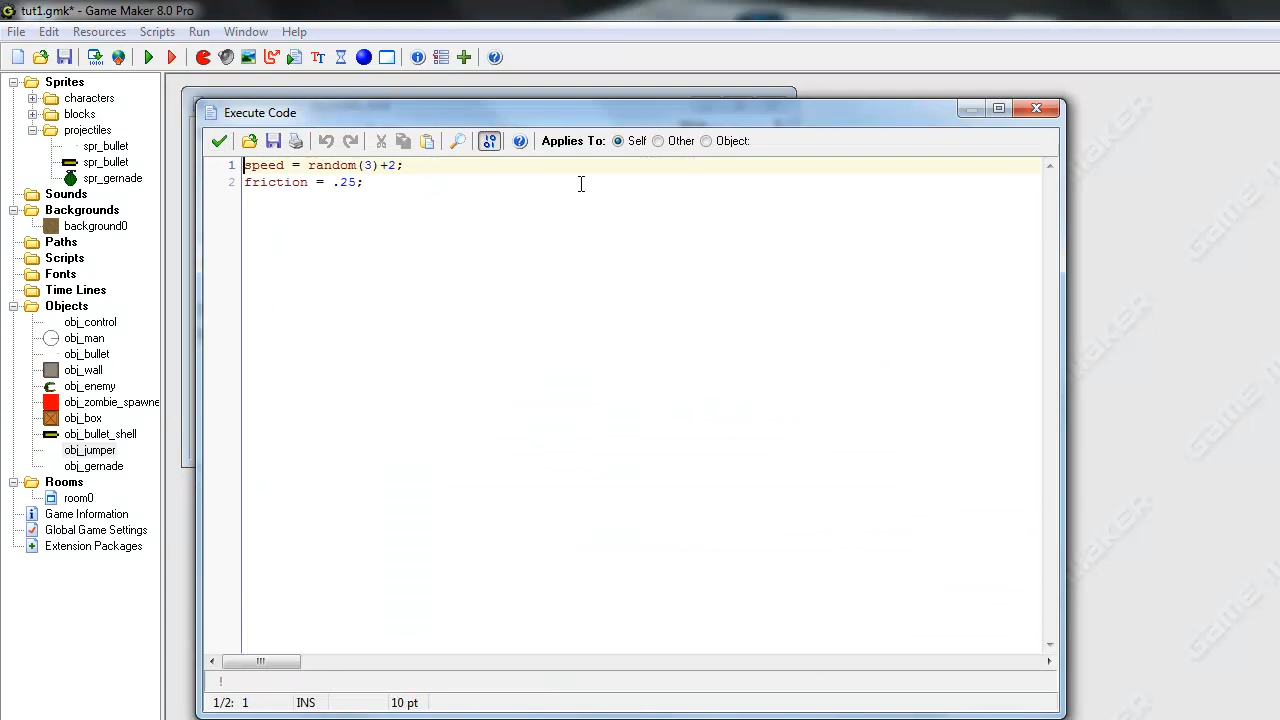 tut1.gmk* - Game Maker 8.0 Pro
File Edit Resources Scripts Run Window Help
Sprites
characters
blocks
projectiles
spr_bullet
spr_bullet
spr_gernade
Sounds
Backgrounds
background0
Paths
Scripts
Fonts
Time Lines
Objects
obj_control
obj_man
obj_bullet
obj_wall
obj_enemy
obj_zombie_spawne
obj_box
obj_bullet_shell
obj_jumper
obj_gernade
Rooms
room0
Game Information
Global Game Settings
Extension Packages
Execute Code
Applies To: Self Other Object:
1 speed = random(3)+2;
2 friction = .25;
!
1/2: 1 INS 10 pt